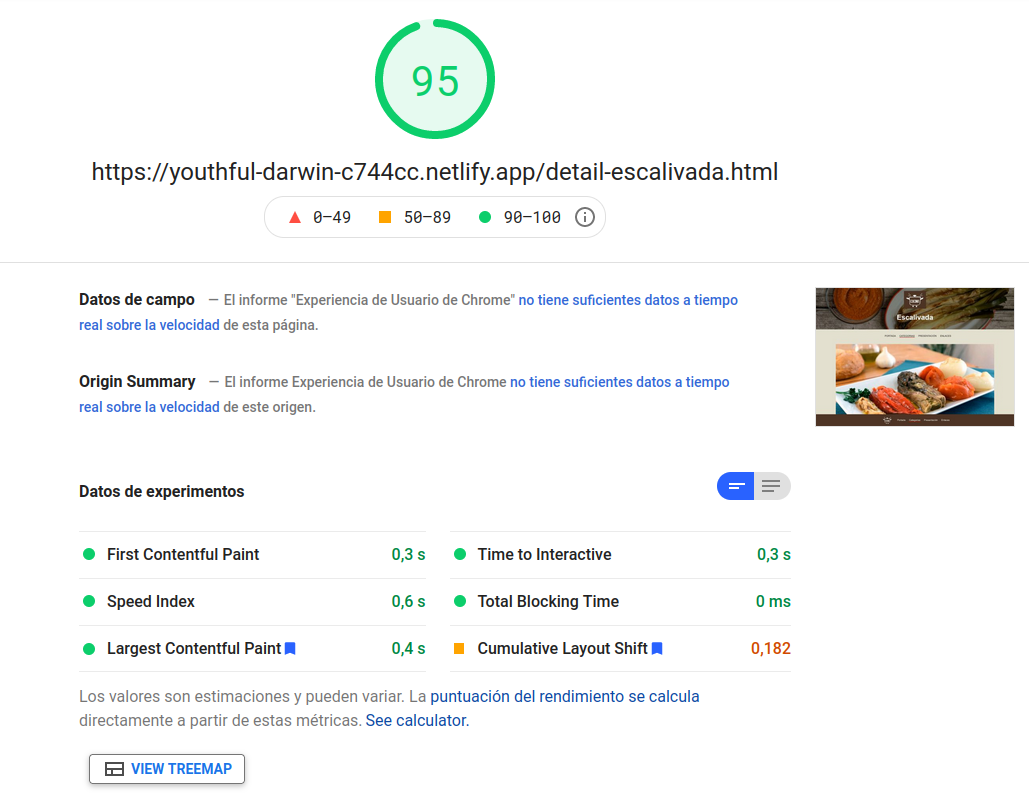 95
https://youthful-darwin-c744cc.netlify.app/detail-escalivada.html
0–49 50–89 90–100
Datos de campo — El informe "Experiencia de Usuario de Chrome" no tiene suficientes datos a tiempo
real sobre la velocidad de esta página.
Escalivada
Origin Summary — El informe Experiencia de Usuario de Chrome no tiene suficientes datos a tiempo
real sobre la velocidad de este origen.
Datos de experimentos
First Contentful Paint 0,3 s
Time to Interactive 0,3 s
Speed Index 0,6 s
Total Blocking Time 0 ms
Largest Contentful Paint 0,4 s
Cumulative Layout Shift 0,182
Los valores son estimaciones y pueden variar. La puntuación del rendimiento se calcula
directamente a partir de estas métricas. See calculator.
VIEW TREEMAP